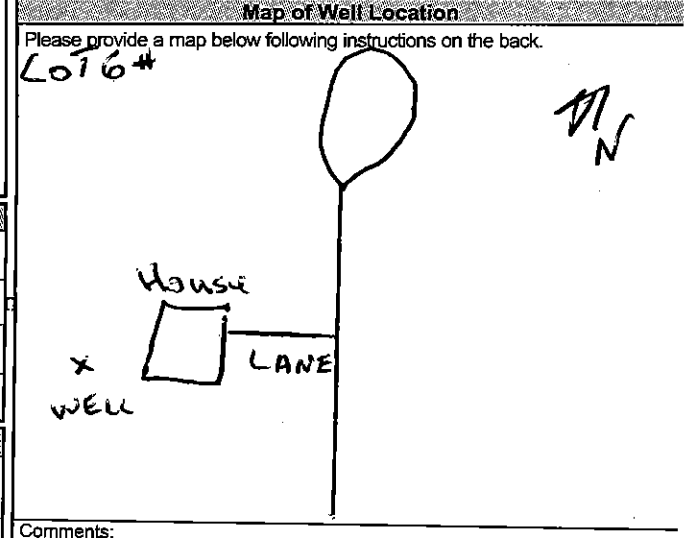 Map of Well Location
Please provide a map below following instructions on the back.
LOT 6#
N
House
LANE
x
WELL
Comments: